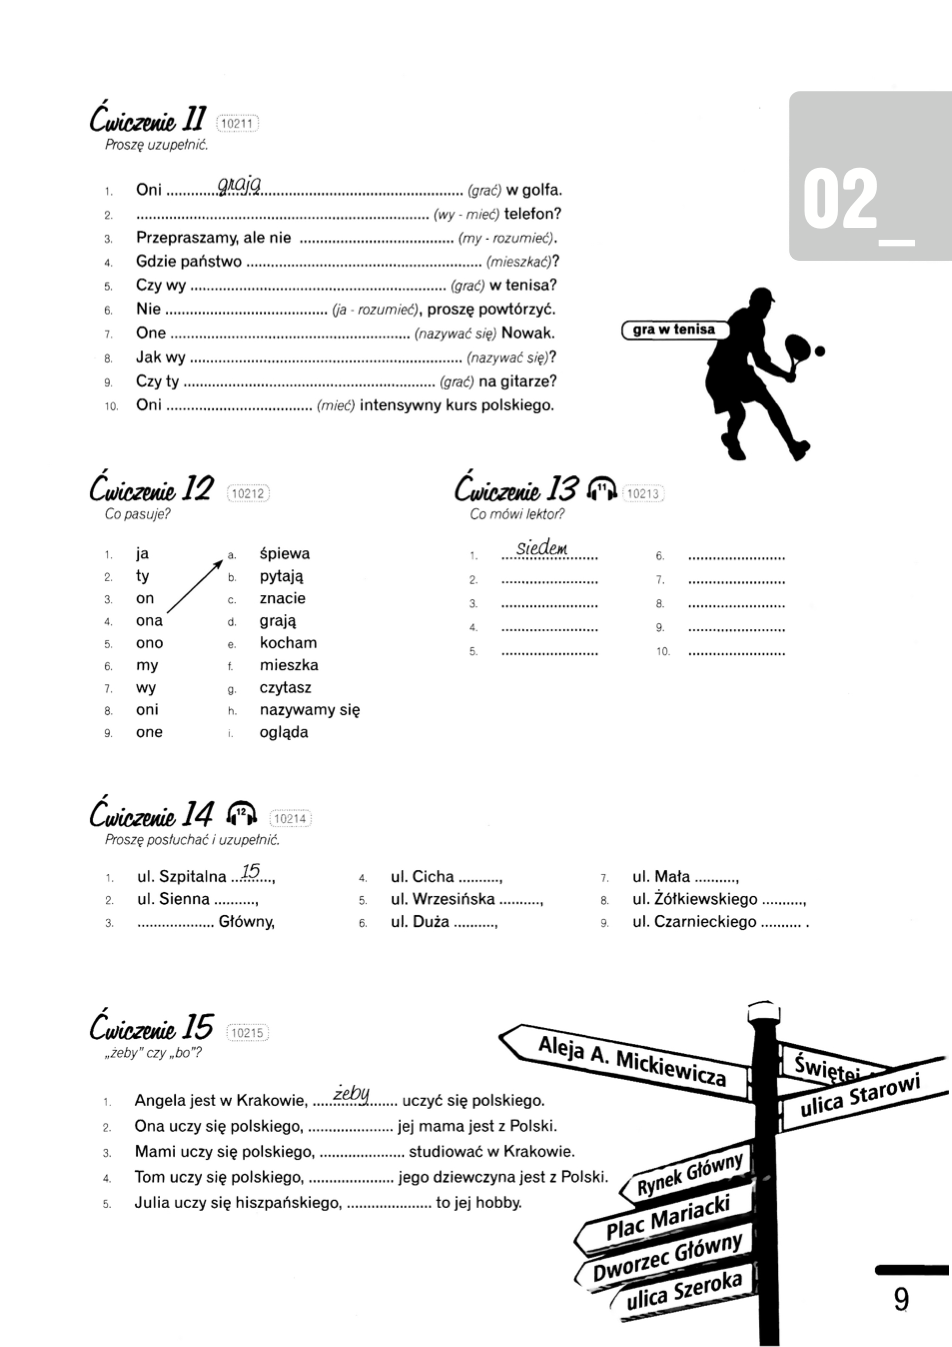 02_
Ćwiczenie 11 10211
Proszę uzupełnić.
1. Oni ............grają.................................................. (grać) w golfa.
2. ........................................................................ (wy - mieć) telefon?
3. Przepraszamy, ale nie ...................................... (my - rozumieć).
4. Gdzie państwo .......................................................... (mieszkać)?
5. Czy wy ............................................................... (grać) w tenisa?
6. Nie ........................................ (ja - rozumieć), proszę powtórzyć.
7. One ........................................................... (nazywać się) Nowak.
8. Jak wy ................................................................... (nazywać się)?
9. Czy ty .............................................................. (grać) na gitarze?
10. Oni .................................... (mieć) intensywny kurs polskiego.
gra w tenisa
Ćwiczenie 12 10212
Co pasuje?
1. ja a. śpiewa
2. ty b. pytają
3. on c. znacie
4. ona d. grają
5. ono e. kocham
6. my f. mieszka
7. wy g. czytasz
8. oni h. nazywamy się
9. one i. ogląda
Ćwiczenie 13 11 10213
Co mówi lektor?
1. ....siedem....... 6. ........................
2. ........................ 7. ........................
3. ........................ 8. ........................
4. ........................ 9. ........................
5. ........................ 10. ........................
Ćwiczenie 14 12 10214
Proszę posłuchać i uzupełnić.
1. ul. Szpitalna ..15...., 4. ul. Cicha .........., 7. ul. Mała ..........,
2. ul. Sienna .........., 5. ul. Wrzesińska .........., 8. ul. Żółkiewskiego ..........,
3. ................... Główny, 6. ul. Duża .........., 9. ul. Czarnieckiego .......... .
Ćwiczenie 15 10215
„żeby" czy „bo"?
1. Angela jest w Krakowie, .....żeby....... uczyć się polskiego.
2. Ona uczy się polskiego, ..................... jej mama jest z Polski.
3. Mami uczy się polskiego, ..................... studiować w Krakowie.
4. Tom uczy się polskiego, ..................... jego dziewczyna jest z Polski.
5. Julia uczy się hiszpańskiego, ..................... to jej hobby.
Aleja A. Mickiewicza
Świętej
ulica Starowi
Rynek Główny
Plac Mariacki
Dworzec Główny
ulica Szeroka
9